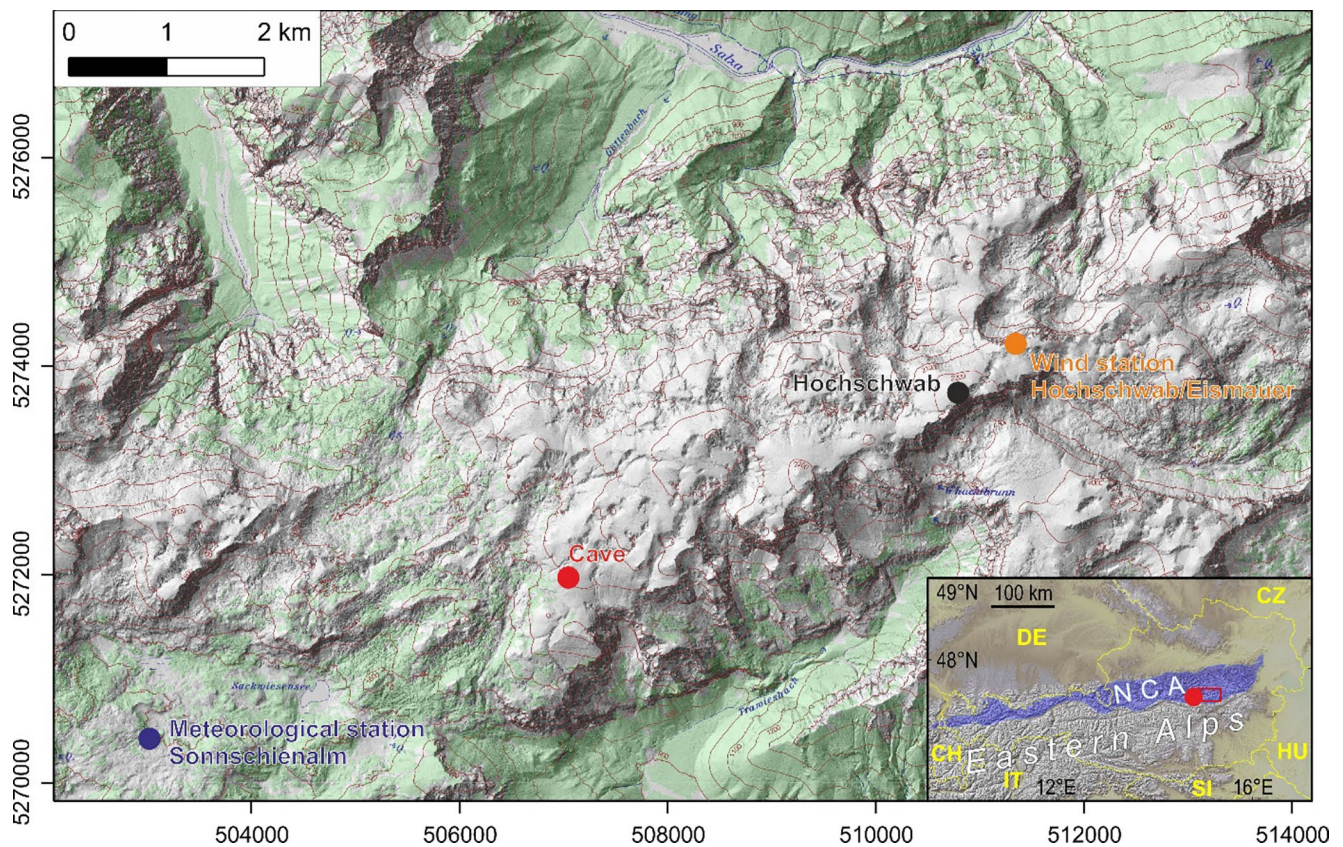 0 1 2 km
Salza
Gottenbach
Hochschwab
Wind station
Hochschwab/Eismauer
Cave
Sackwiesensee
Tramiesbach
Meteorological station
Sonnschienalm
5276000
5274000
5272000
5270000
504000 506000 508000 510000 512000 514000
49°N 100 km CZ
DE
48°N
NCA
Eastern Alps
CH
IT
12°E
SI
16°E
HU